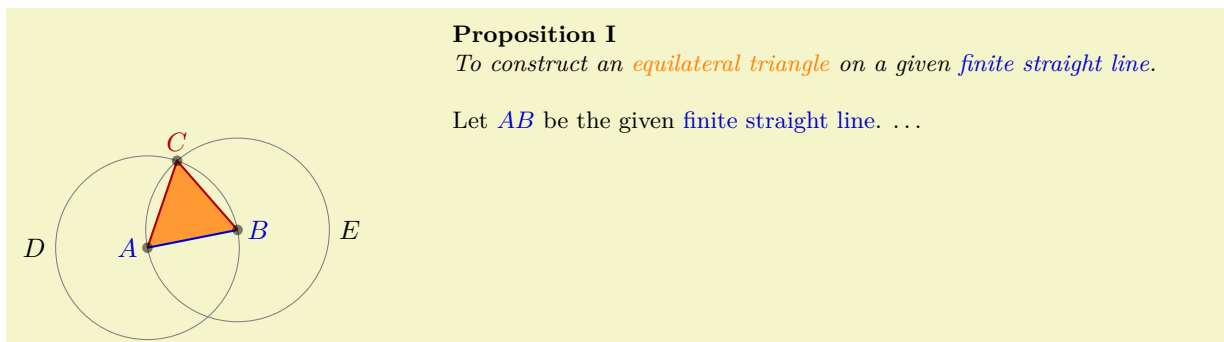 Proposition I
To construct an equilateral triangle on a given finite straight line.
Let AB be the given finite straight line. ...
C
B
E
A
D